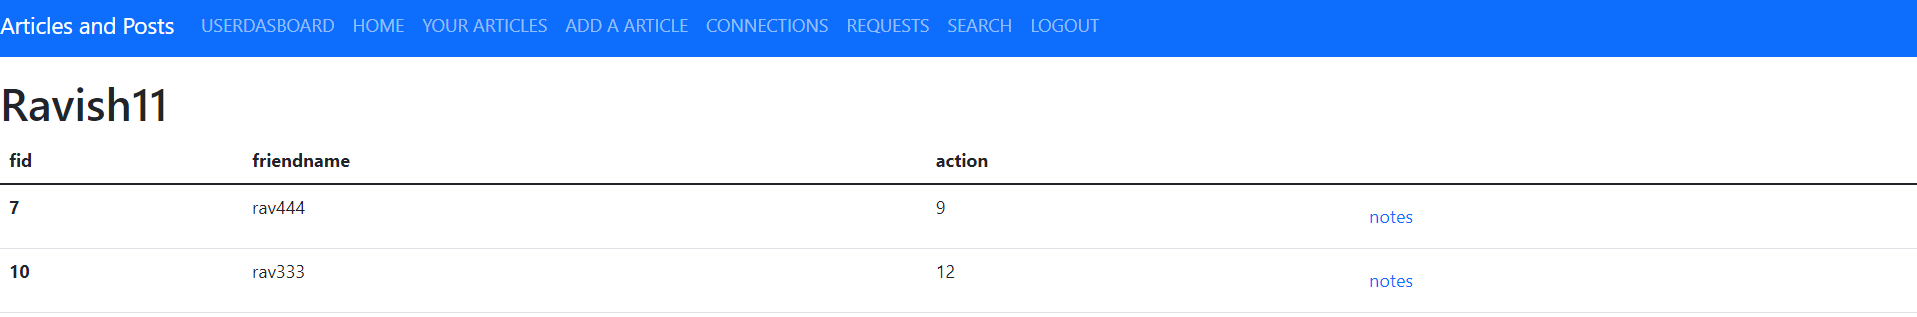 Articles and Posts USERDASBOARD HOME YOUR ARTICLES ADD A ARTICLE CONNECTIONS REQUESTS SEARCH LOGOUT
Ravish11
fid friendname action
7 rav444 9 notes
10 rav333 12 notes